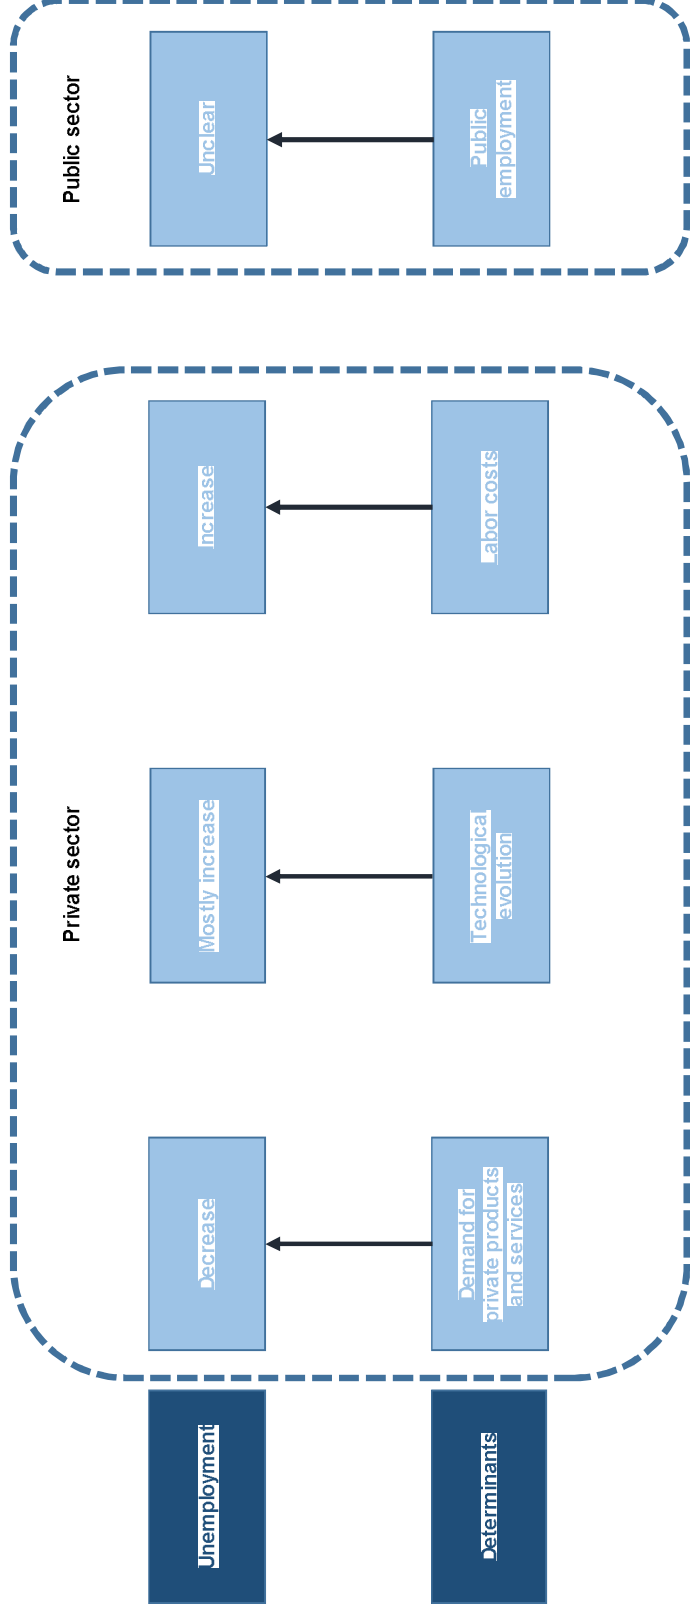 Private sector
Public sector
Unemployment
Decrease
Mostly increase
Increase
Unclear
Determinants
Demand for
private products
and services
Technological
evolution
Labor costs
Public
employment